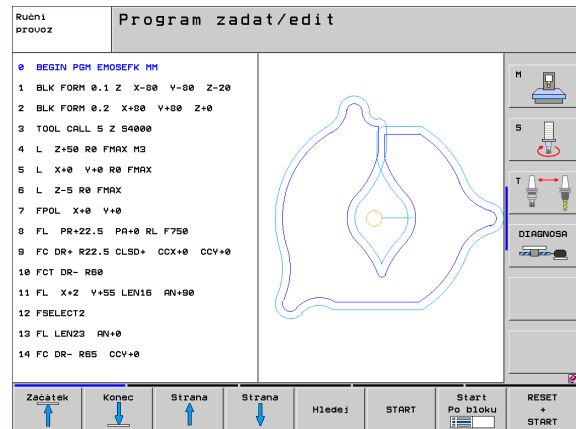 Ruční
provoz
Program zadat/edit
0 BEGIN PGM EMOSEFK MM
1 BLK FORM 0.1 Z X-80 Y-80 Z-20
2 BLK FORM 0.2 X+80 Y+80 Z+0
3 TOOL CALL 5 Z S4000
4 L Z+50 R0 FMAX M3
5 L X+0 Y+0 R0 FMAX
6 L Z-5 R0 FMAX
7 FPOL X+0 Y+0
8 FL PR+22.5 PA+0 RL F750
9 FC DR+ R22.5 CLSD+ CCX+0 CCY+0
10 FCT DR- R60
11 FL X+2 Y+55 LEN16 AN+90
12 FSELECT2
13 FL LEN23 AN+0
14 FC DR- R65 CCY+0
M
S
T
DIAGNOSA
Začátek
Konec
Strana
Strana
Hledej
START
Start
Po bloku
RESET
+
START